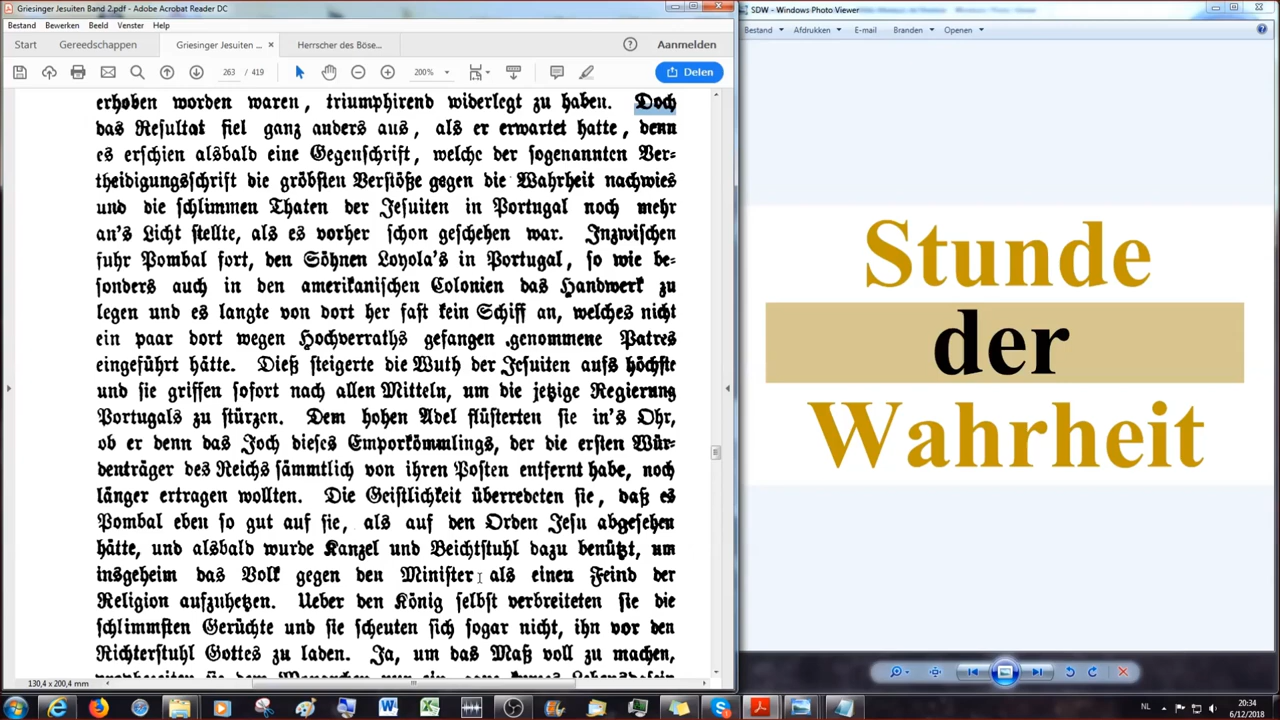 Griesinger Jesuiten Band 2.pdf - Adobe Acrobat Reader DC
Bestand Bewerken Beeld Venster Help
Start Gereedschappen Griesinger Jesuiten ... × Herrscher des Böse... Aanmelden
263 / 419 200% Delen
erhoben worden waren, triumphirend widerlegt zu haben. Doch
das Resultat fiel ganz anders aus, als er erwartet hatte, denn
es erschien alsbald eine Gegenschrift, welche der sogenannten Ver-
theidigungsschrift die gröbsten Verstöße gegen die Wahrheit nachwies
und die schlimmen Thaten der Jesuiten in Portugal noch mehr
an's Licht stellte, als es vorher schon geschehen war. Inzwischen
fuhr Pombal fort, den Söhnen Loyola's in Portugal, so wie be-
sonders auch in den amerikanischen Colonien das Handwerk zu
legen und es langte von dort her fast kein Schiff an, welches nicht
ein paar dort wegen Hochverraths gefangen genommene Patres
eingeführt hätte. Dieß steigerte die Wuth der Jesuiten aufs höchste
und sie griffen sofort nach allen Mitteln, um die jetzige Regierung
Portugals zu stürzen. Dem hohen Adel flüsterten sie in's Ohr,
ob er denn das Joch dieses Emporkömmlings, der die ersten Wür-
denträger des Reichs sämmtlich von ihren Posten entfernt habe, noch
länger ertragen wollten. Die Geistlichkeit überredeten sie, daß es
Pombal eben so gut auf sie, als auf den Orden Jesu abgesehen
hätte, und alsbald wurde Kanzel und Beichtstuhl dazu benützt, um
insgeheim das Volk gegen den Minister als einen Feind der
Religion aufzuhetzen. Ueber den König selbst verbreiteten sie die
schlimmsten Gerüchte und sie scheuten sich sogar nicht, ihn vor den
Richterstuhl Gottes zu laden. Ja, um das Maß voll zu machen,
130,4 x 200,4 mm
SDW - Windows Photo Viewer
Bestand Afdrukken E-mail Branden Openen
Stunde
der
Wahrheit
NL 20:34
6/12/2018